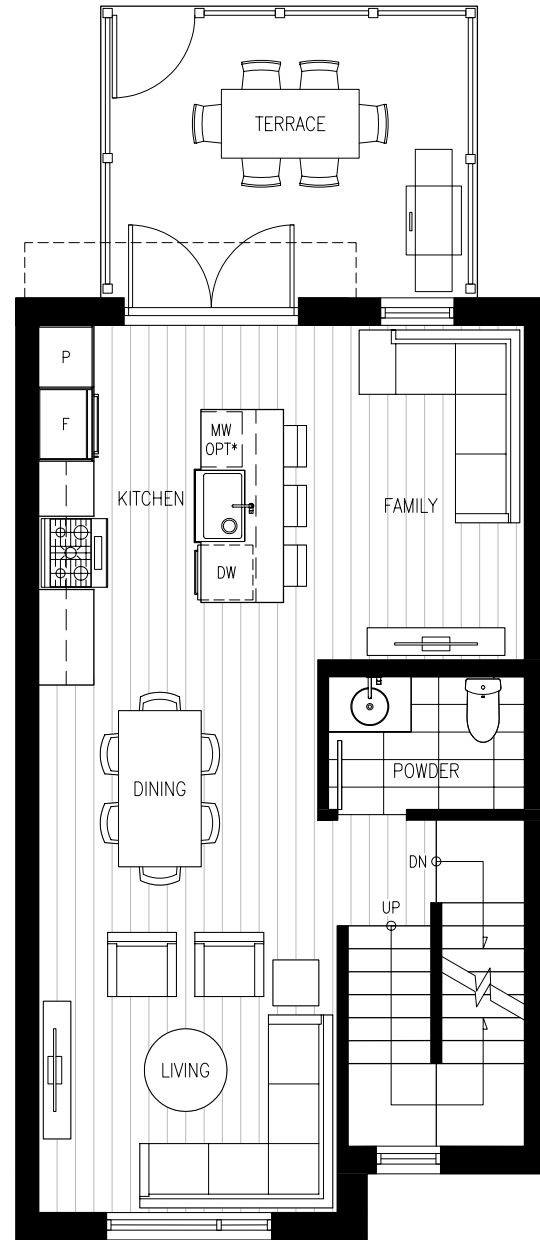 TERRACE
P
F
MW
OPT*
KITCHEN
FAMILY
DW
POWDER
DINING
DN
UP
LIVING